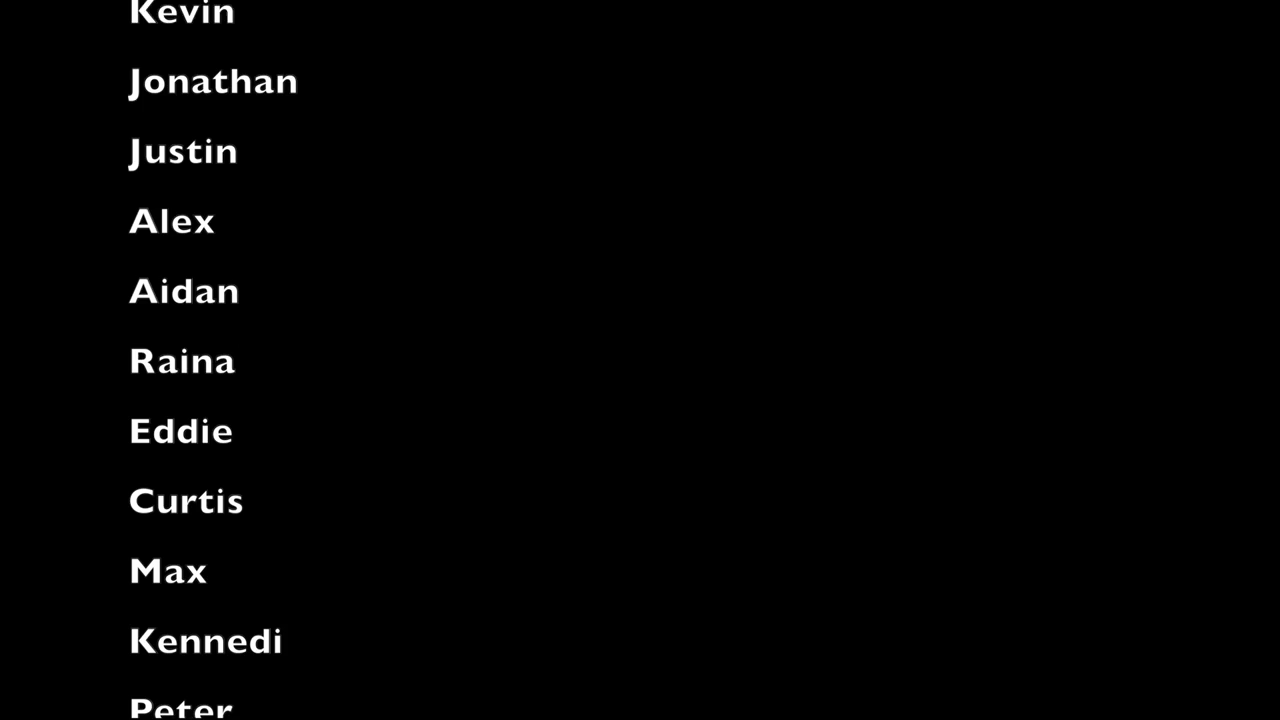 Kevin
Jonathan
Justin
Alex
Aidan
Raina
Eddie
Curtis
Max
Kennedi
Peter